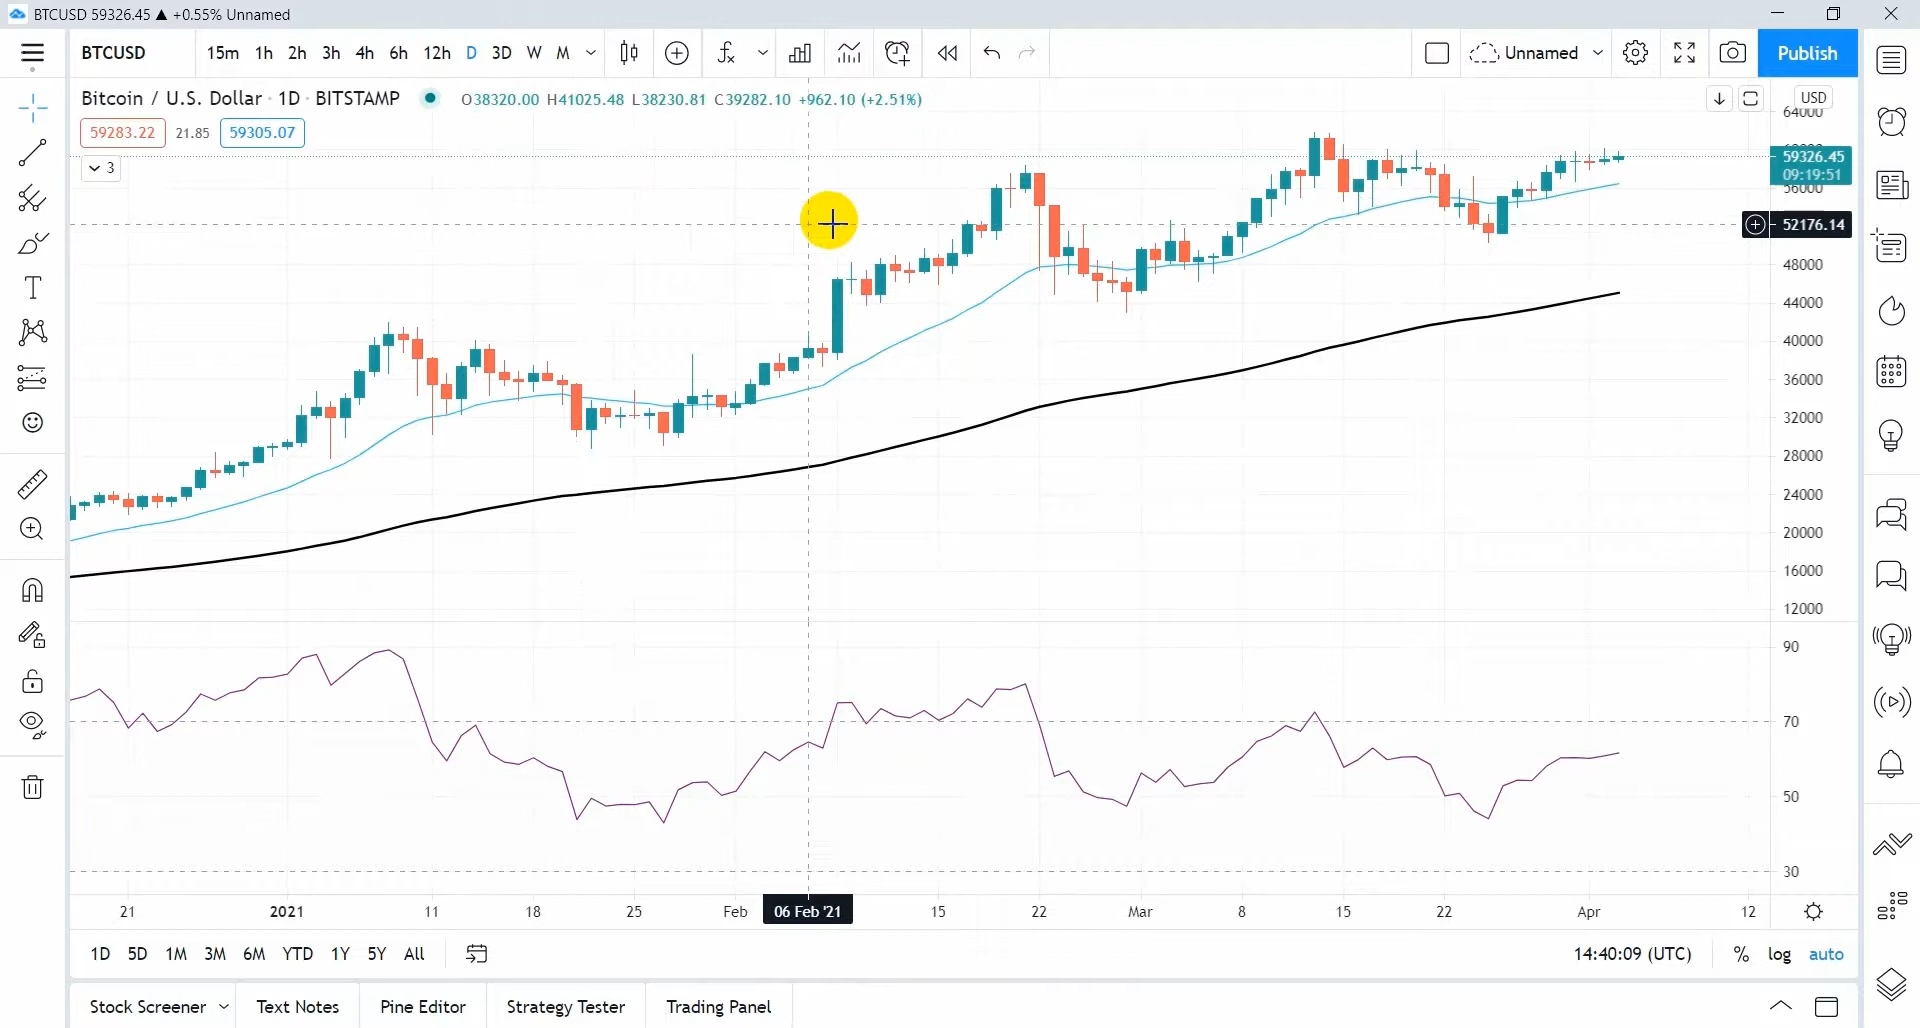 BTCUSD 59326.45 ▲ +0.55% Unnamed
BTCUSD 15m 1h 2h 3h 4h 6h 12h D 3D W M Unnamed Publish
Bitcoin / U.S. Dollar · 1D · BITSTAMP O38320.00 H41025.48 L38230.81 C39282.10 +962.10 (+2.51%)
USD
59283.22 21.85 59305.07
3
64000
59326.45
09:19:51
56000
52176.14
48000
44000
40000
36000
32000
28000
24000
20000
16000
12000
90
70
50
30
21 2021 11 18 25 Feb 06 Feb '21 15 22 Mar 8 15 22 Apr 12
1D 5D 1M 3M 6M YTD 1Y 5Y All 14:40:09 (UTC) % log auto
Stock Screener Text Notes Pine Editor Strategy Tester Trading Panel